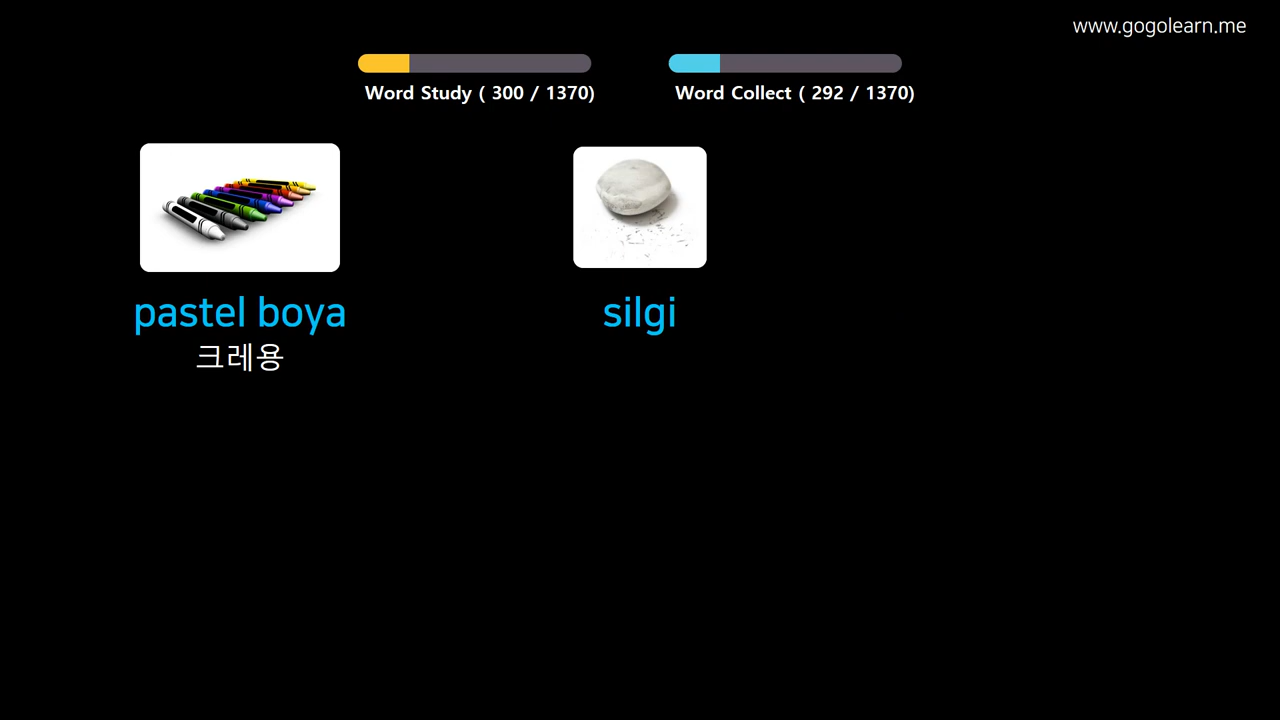 www.gogolearn.me
Word Study ( 300 / 1370)
Word Collect ( 292 / 1370)
pastel boya
크레용
silgi